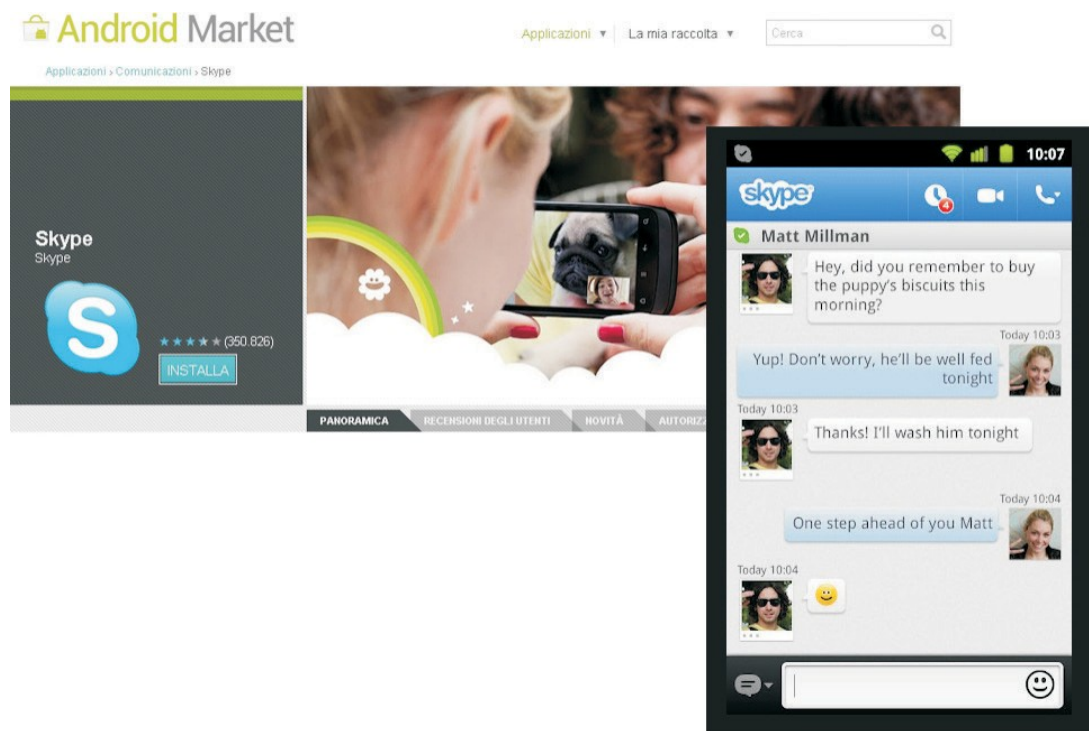 Android Market
Applicazioni ▼ La mia raccolta ▼ Cerca
Applicazioni › Comunicazioni › Skype
Skype
Skype
S
(350.826)
INSTALLA
PANORAMICA RECENSIONI DEGLI UTENTI NOVITÀ
10:07
skype
4
Matt Millman
Hey, did you remember to buy
the puppy's biscuits this
morning?
Today 10:03
Yup! Don't worry, he'll be well fed
tonight
Today 10:03
Thanks! I'll wash him tonight
Today 10:04
One step ahead of you Matt
Today 10:04